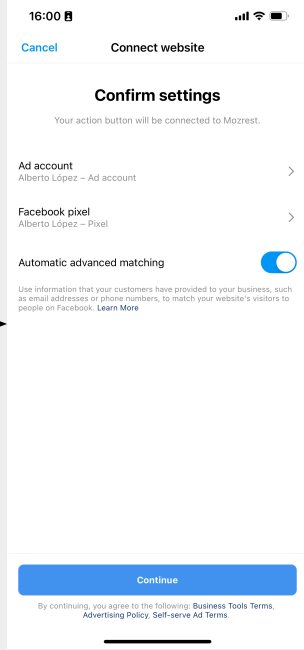 16:00
Cancel
Connect website
Confirm settings
Your action button will be connected to Mozrest.
Ad account
Alberto López – Ad account
Facebook pixel
Alberto López – Pixel
Automatic advanced matching
Use information that your customers have provided to your business, such
as email addresses or phone numbers, to match your website's visitors to
people on Facebook. Learn More
Continue
By continuing, you agree to the following: Business Tools Terms,
Advertising Policy, Self-serve Ad Terms.